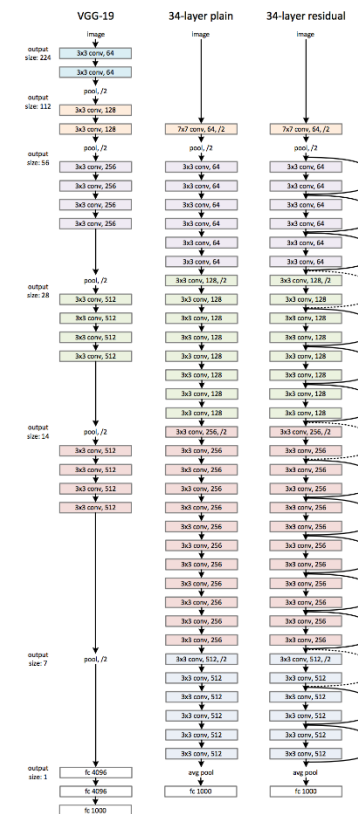 VGG-19
image
output
size: 224
3x3 conv, 64
3x3 conv, 64
output
size: 112
pool, /2
3x3 conv, 128
3x3 conv, 128
output
size: 56
pool, /2
3x3 conv, 256
3x3 conv, 256
3x3 conv, 256
3x3 conv, 256
output
size: 28
pool, /2
3x3 conv, 512
3x3 conv, 512
3x3 conv, 512
3x3 conv, 512
output
size: 14
pool, /2
3x3 conv, 512
3x3 conv, 512
3x3 conv, 512
3x3 conv, 512
output
size: 7
pool, /2
output
size: 1
fc 4096
fc 4096
fc 1000
34-layer plain
image
7x7 conv, 64, /2
pool, /2
3x3 conv, 64
3x3 conv, 64
3x3 conv, 64
3x3 conv, 64
3x3 conv, 64
3x3 conv, 64
3x3 conv, 128, /2
3x3 conv, 128
3x3 conv, 128
3x3 conv, 128
3x3 conv, 128
3x3 conv, 128
3x3 conv, 128
3x3 conv, 128
3x3 conv, 256, /2
3x3 conv, 256
3x3 conv, 256
3x3 conv, 256
3x3 conv, 256
3x3 conv, 256
3x3 conv, 256
3x3 conv, 256
3x3 conv, 256
3x3 conv, 256
3x3 conv, 256
3x3 conv, 256
3x3 conv, 512, /2
3x3 conv, 512
3x3 conv, 512
3x3 conv, 512
3x3 conv, 512
3x3 conv, 512
avg pool
fc 1000
34-layer residual
image
7x7 conv, 64, /2
pool, /2
3x3 conv, 64
3x3 conv, 64
3x3 conv, 64
3x3 conv, 64
3x3 conv, 64
3x3 conv, 64
3x3 conv, 128, /2
3x3 conv, 128
3x3 conv, 128
3x3 conv, 128
3x3 conv, 128
3x3 conv, 128
3x3 conv, 128
3x3 conv, 128
3x3 conv, 256, /2
3x3 conv, 256
3x3 conv, 256
3x3 conv, 256
3x3 conv, 256
3x3 conv, 256
3x3 conv, 256
3x3 conv, 256
3x3 conv, 256
3x3 conv, 256
3x3 conv, 256
3x3 conv, 256
3x3 conv, 512, /2
3x3 conv, 512
3x3 conv, 512
3x3 conv, 512
3x3 conv, 512
3x3 conv, 512
avg pool
fc 1000